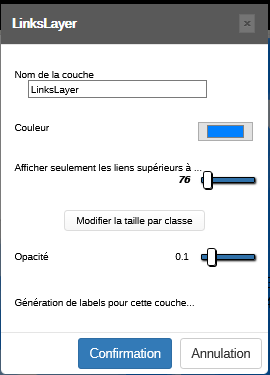 LinksLayer
×
Nom de la couche
LinksLayer
Couleur
Afficher seulement les liens supérieurs à ...
76
Modifier la taille par classe
Opacité 0.1
Génération de labels pour cette couche...
Confirmation Annulation